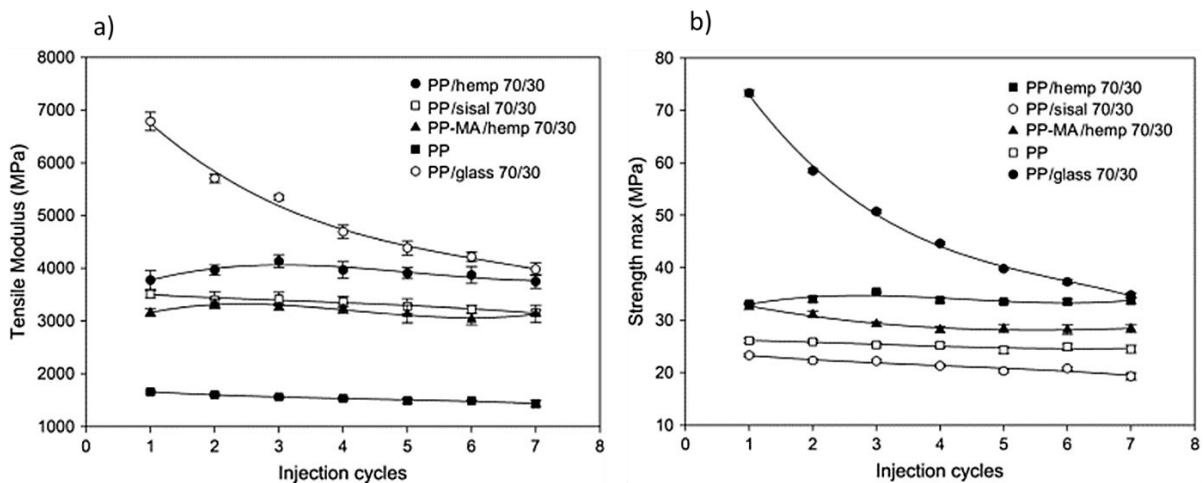 a)
8000
7000
6000
5000
4000
3000
2000
1000
Tensile Modulus (MPa)
PP/hemp 70/30
PP/sisal 70/30
PP-MA/hemp 70/30
PP
PP/glass 70/30
0 1 2 3 4 5 6 7 8
Injection cycles
b)
80
70
60
50
40
30
20
10
Strength max (MPa)
PP/hemp 70/30
PP/sisal 70/30
PP-MA/hemp 70/30
PP
PP/glass 70/30
0 1 2 3 4 5 6 7 8
Injection cycles